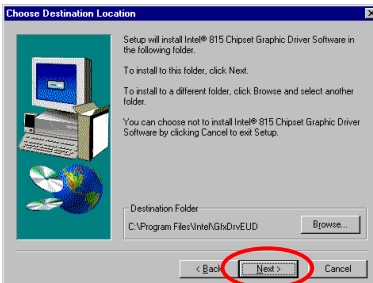 Choose Destination Location
Setup will install Intel® 815 Chipset Graphic Driver Software in
the following folder.
To install to this folder, click Next.
To install to a different folder, click Browse and select another
folder.
You can choose not to install Intel® 815 Chipset Graphic Driver
Software by clicking Cancel to exit Setup.
Destination Folder
C:\Program Files\Intel\GfxDrvEUD
Browse...
< Back
Next >
Cancel